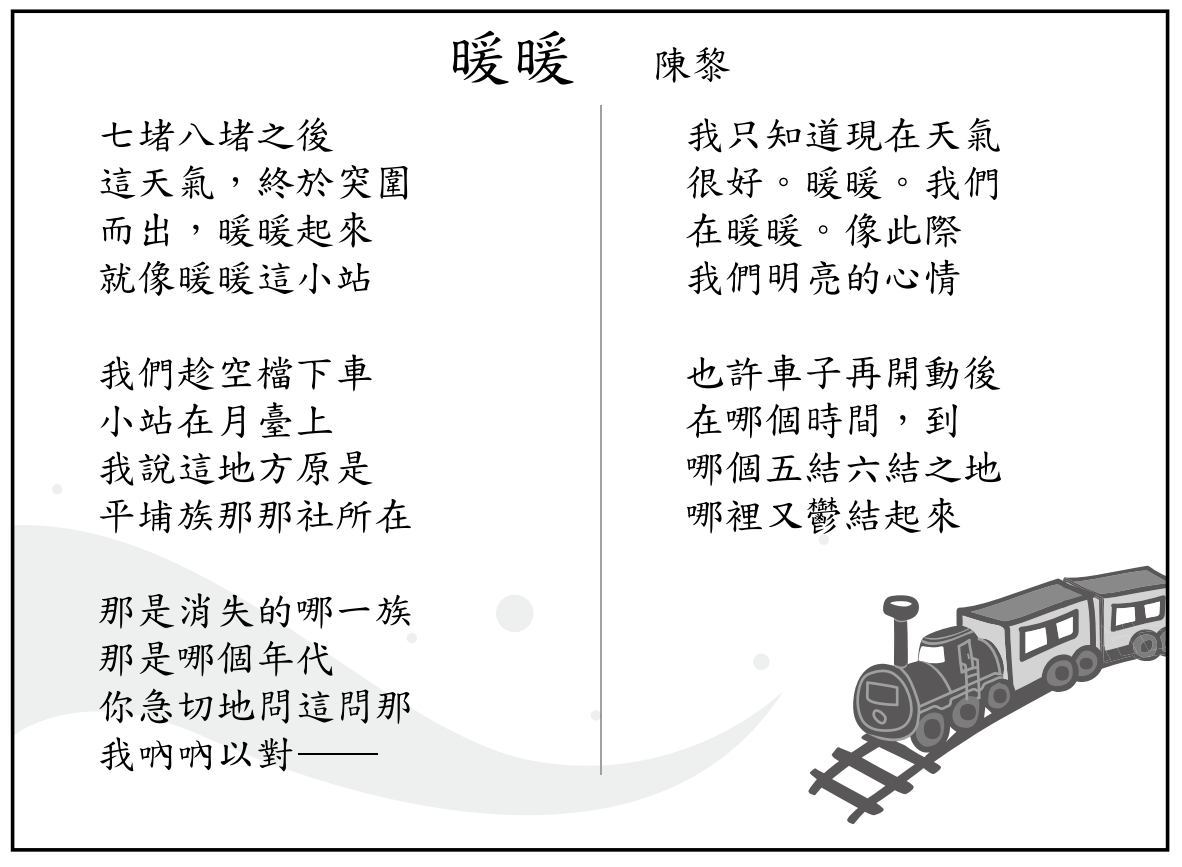 暖暖 陳黎
七堵八堵之後
這天氣，終於突圍
而出，暖暖起來
就像暖暖這小站
我們趁空檔下車
小站在月臺上
我說這地方原是
平埔族那那社所在
那是消失的哪一族
那是哪個年代
你急切地問這問那
我吶吶以對——
我只知道現在天氣
很好。暖暖。我們
在暖暖。像此際
我們明亮的心情
也許車子再開動後
在哪個時間，到
哪個五結六結之地
哪裡又鬱結起來